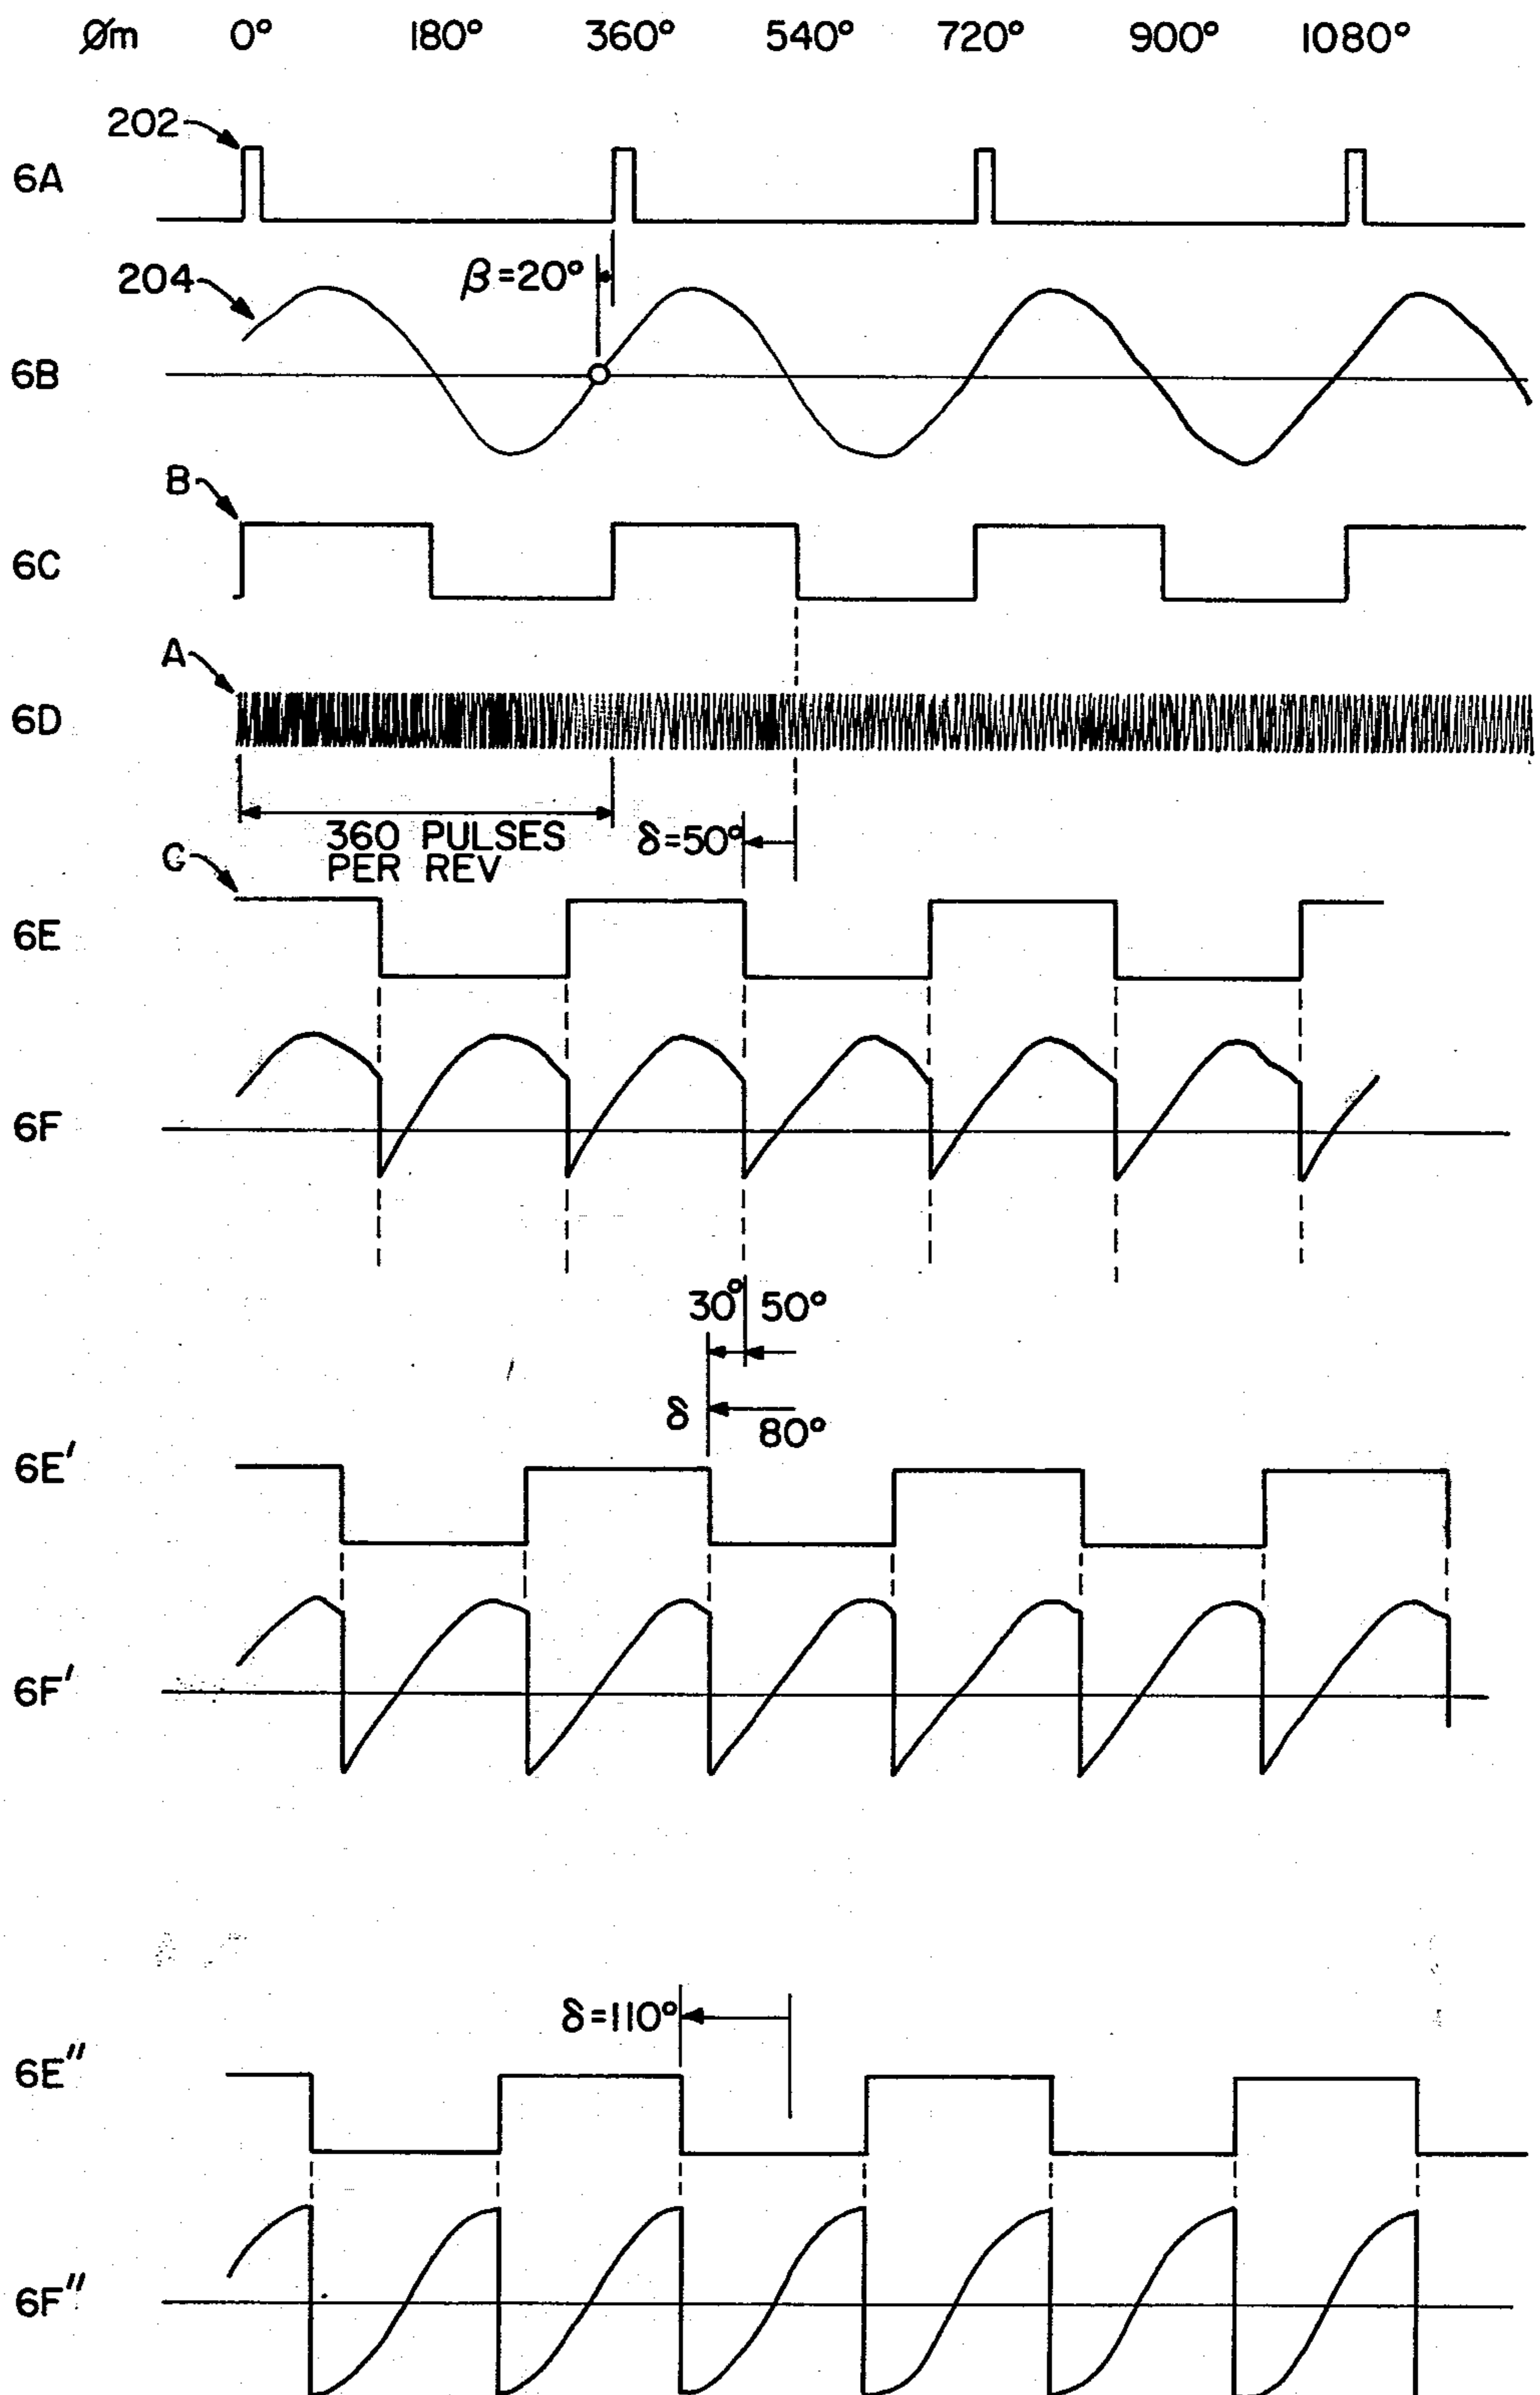 Øm 0° 180° 360° 540° 720° 900° 1080°
202
6A
β=20°
204
6B
B
6C
A
6D
360 PULSES
PER REV
δ=50°
C
6E
6F
30° 50°
δ 80°
6E'
6F'
δ=110°
6E"
6F"